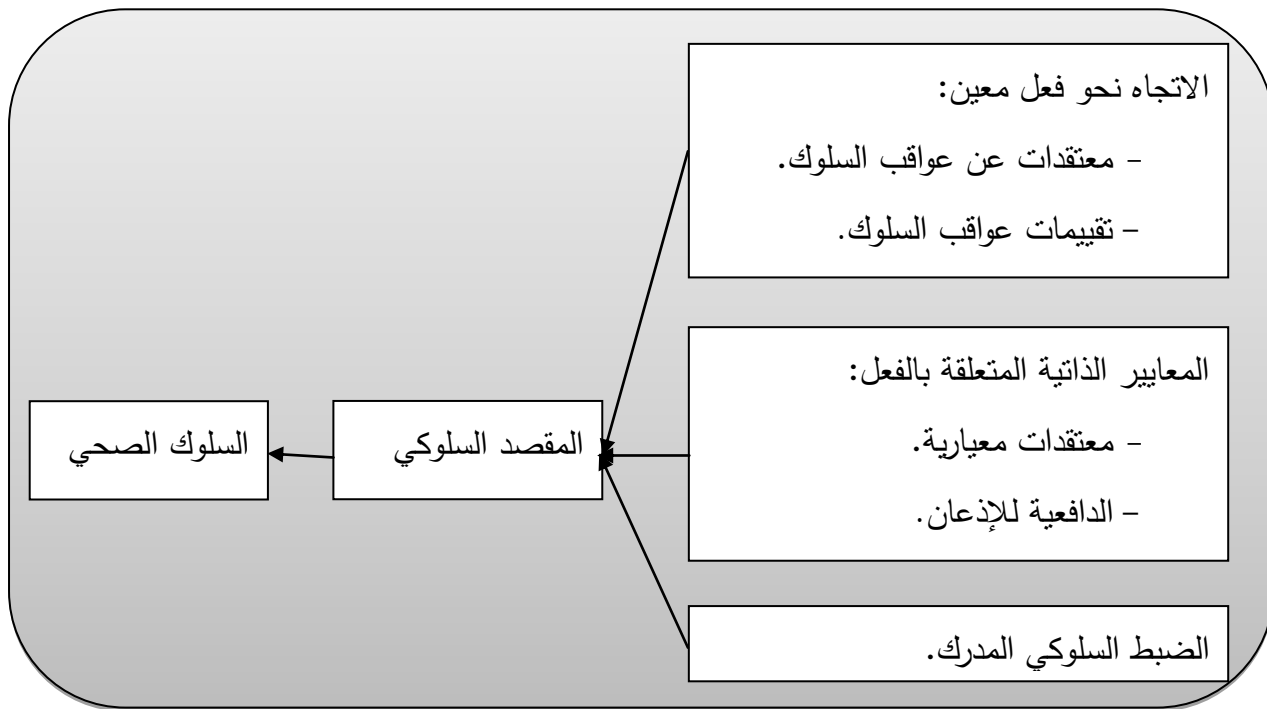 الاتجاه نحو فعل معين:
- معتقدات عن عواقب السلوك.
- تقييمات عواقب السلوك.
المعايير الذاتية المتعلقة بالفعل:
- معتقدات معيارية.
- الدافعية للإذعان.
الضبط السلوكي المدرك.
المقصد السلوكي
السلوك الصحي